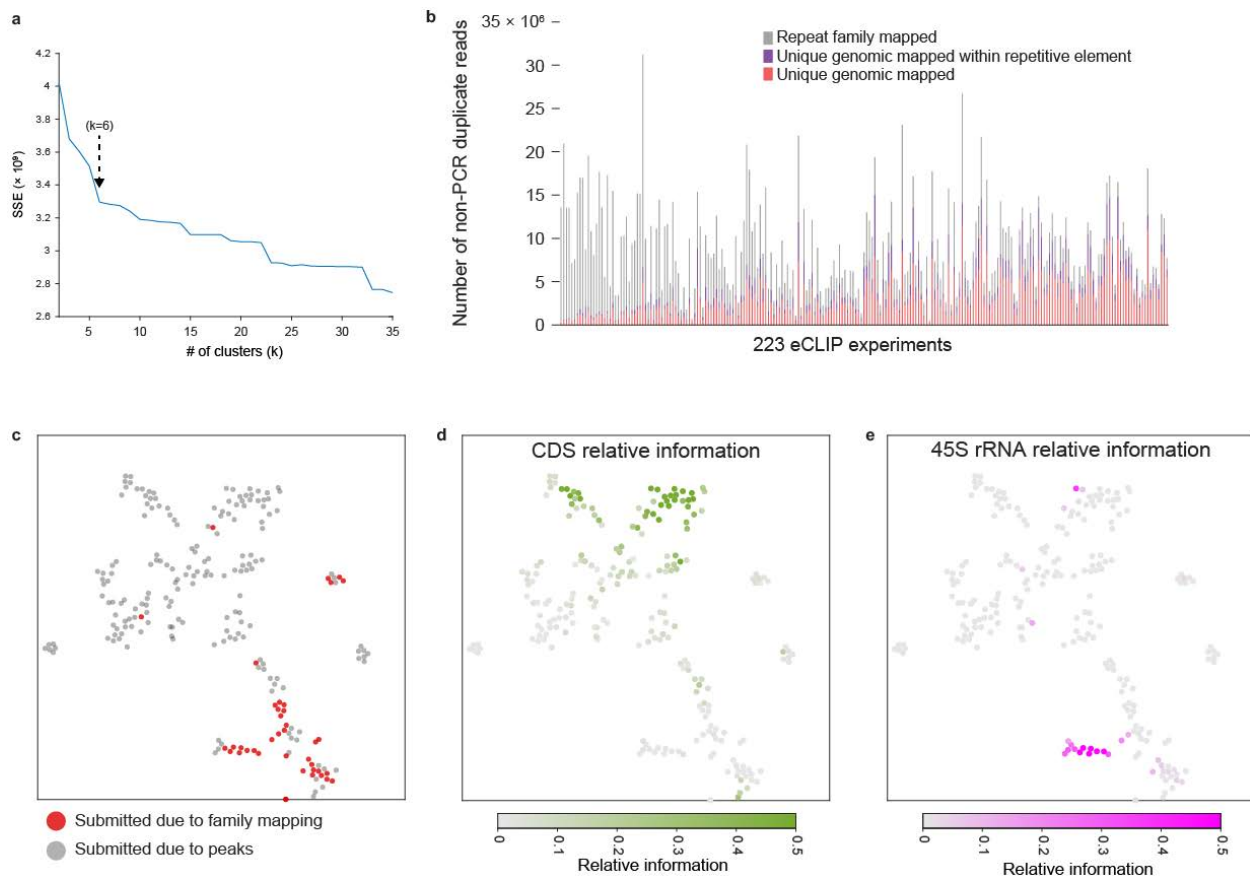 a
4.2
4
3.8
3.6
3.4
3.2
3
2.8
2.6
SSE (× 10⁹)
(k=6)
5
10
15
20
25
30
35
# of clusters (k)
b
35 × 10⁶
30
25
20
15
10
5
0
Number of non-PCR duplicate reads
Repeat family mapped
Unique genomic mapped within repetitive element
Unique genomic mapped
223 eCLIP experiments
c
Submitted due to family mapping
Submitted due to peaks
d
CDS relative information
0
0.1
0.2
0.3
0.4
0.5
Relative information
e
45S rRNA relative information
0
0.1
0.2
0.3
0.4
0.5
Relative information